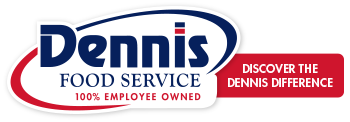 Dennis
FOOD SERVICE
100% EMPLOYEE OWNED
DISCOVER THE
DENNIS DIFFERENCE